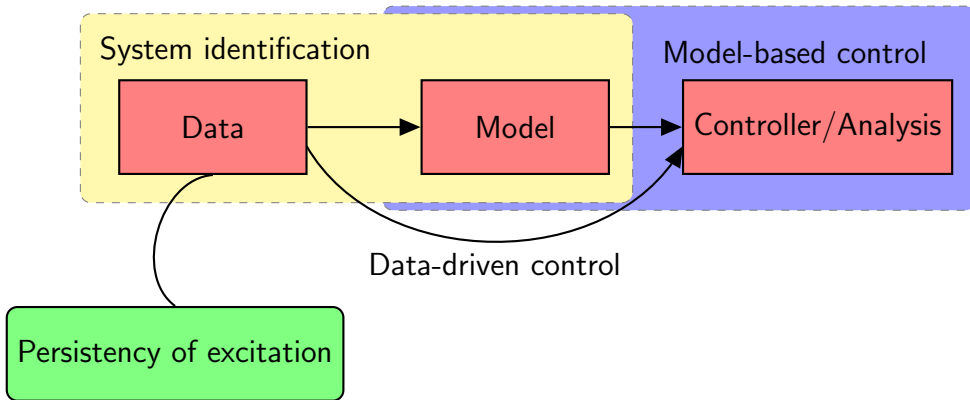 System identification
Model-based control
Data
Model
Controller/Analysis
Data-driven control
Persistency of excitation